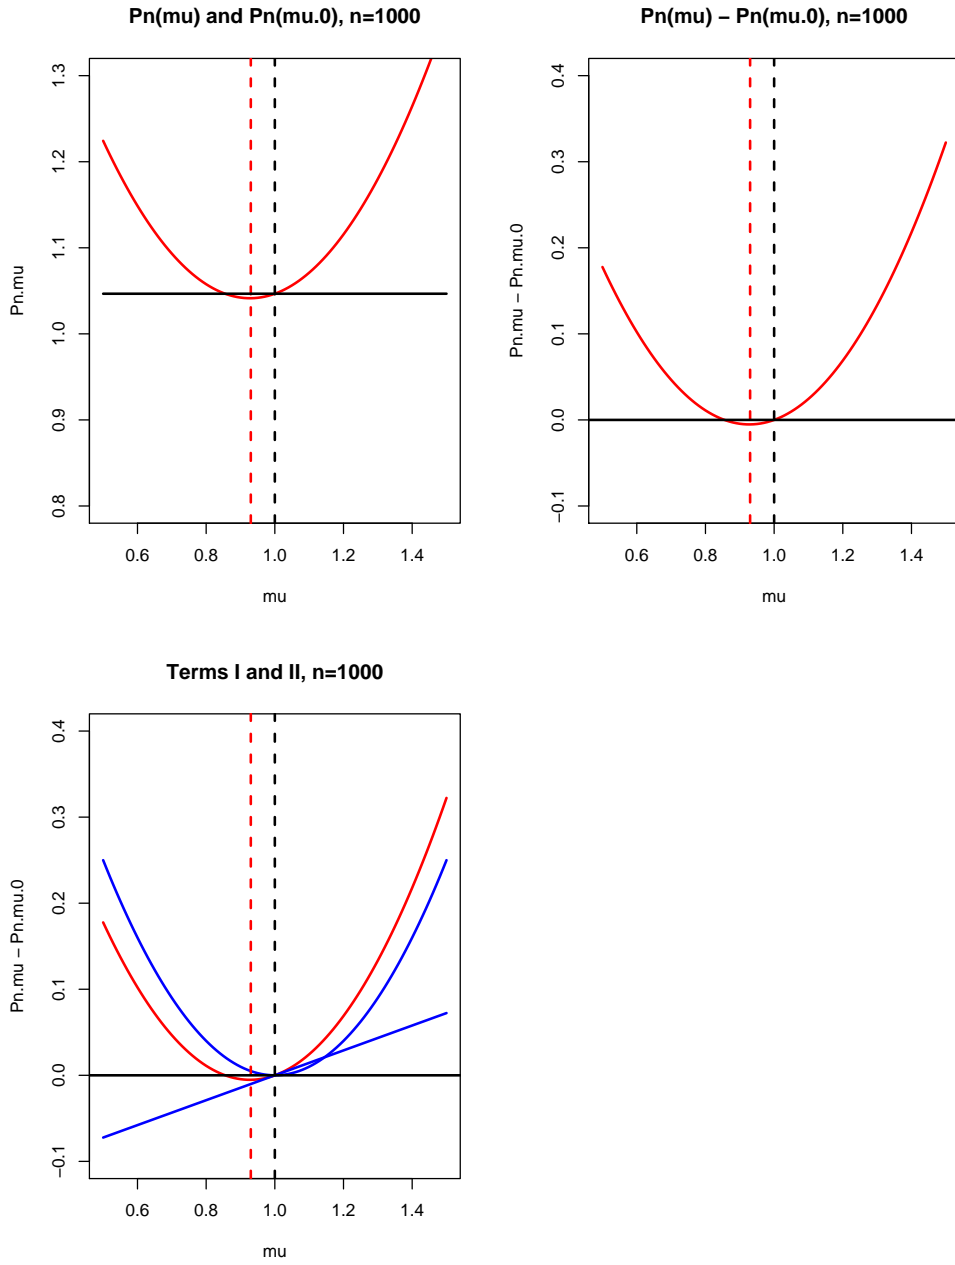 Pn(mu) and Pn(mu.0), n=1000
Pn.mu
1.3
1.2
1.1
1.0
0.9
0.8
0.6 0.8 1.0 1.2 1.4
mu
Pn(mu) − Pn(mu.0), n=1000
Pn.mu − Pn.mu.0
0.4
0.3
0.2
0.1
0.0
−0.1
0.6 0.8 1.0 1.2 1.4
mu
Terms I and II, n=1000
Pn.mu − Pn.mu.0
0.4
0.3
0.2
0.1
0.0
−0.1
0.6 0.8 1.0 1.2 1.4
mu